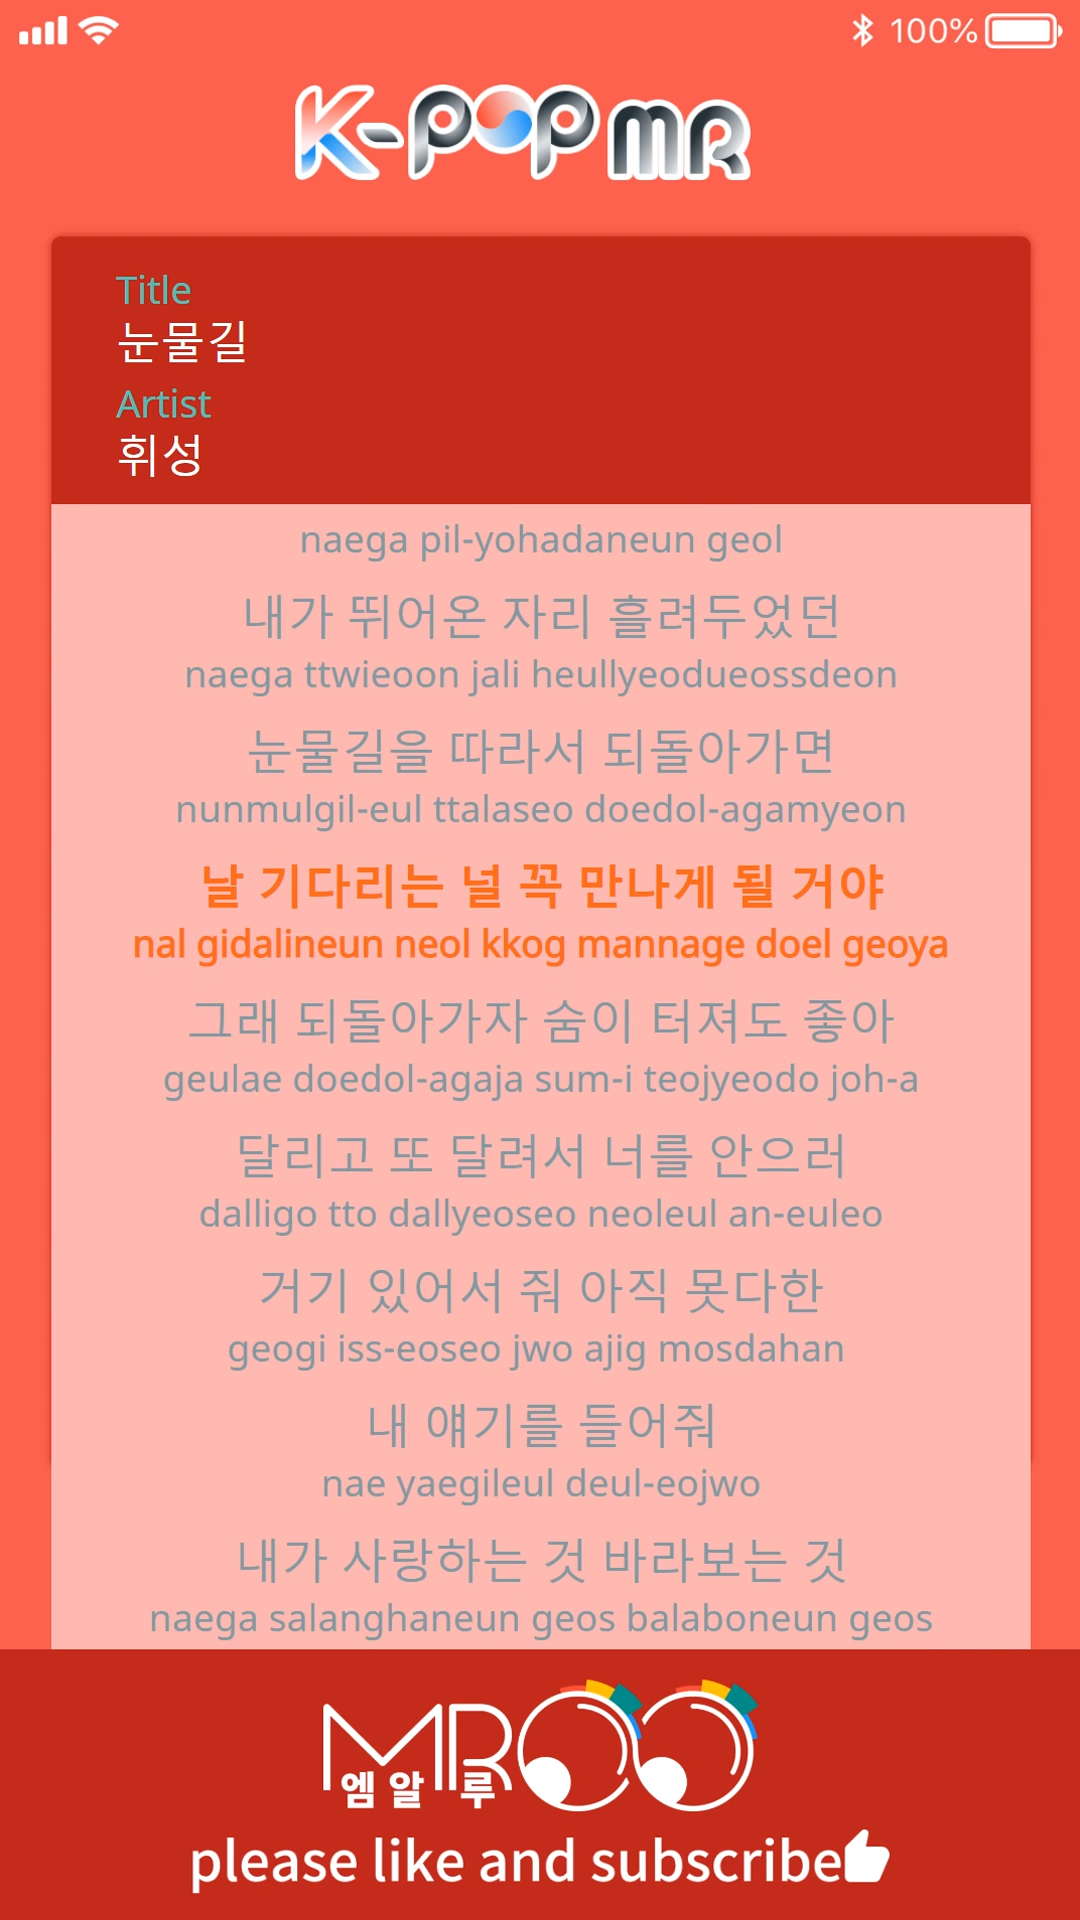 100%
K-POP MR
Title
눈물길
Artist
휘성
naega pil-yohadaneun geol
내가 뛰어온 자리 흘려두었던
naega ttwieoon jali heullyeodueossdeon
눈물길을 따라서 되돌아가면
nunmulgil-eul ttalaseo doedol-agamyeon
날 기다리는 널 꼭 만나게 될 거야
nal gidalineun neol kkog mannage doel geoya
그래 되돌아가자 숨이 터져도 좋아
geulae doedol-agaja sum-i teojyeodo joh-a
달리고 또 달려서 너를 안으러
dalligo tto dallyeoseo neoleul an-euleo
거기 있어서 줘 아직 못다한
geogi iss-eoseo jwo ajig mosdahan
내 얘기를 들어줘
nae yaegileul deul-eojwo
내가 사랑하는 것 바라보는 것
naega salanghaneun geos balaboneun geos
MROO
엠 알 루
please like and subscribe